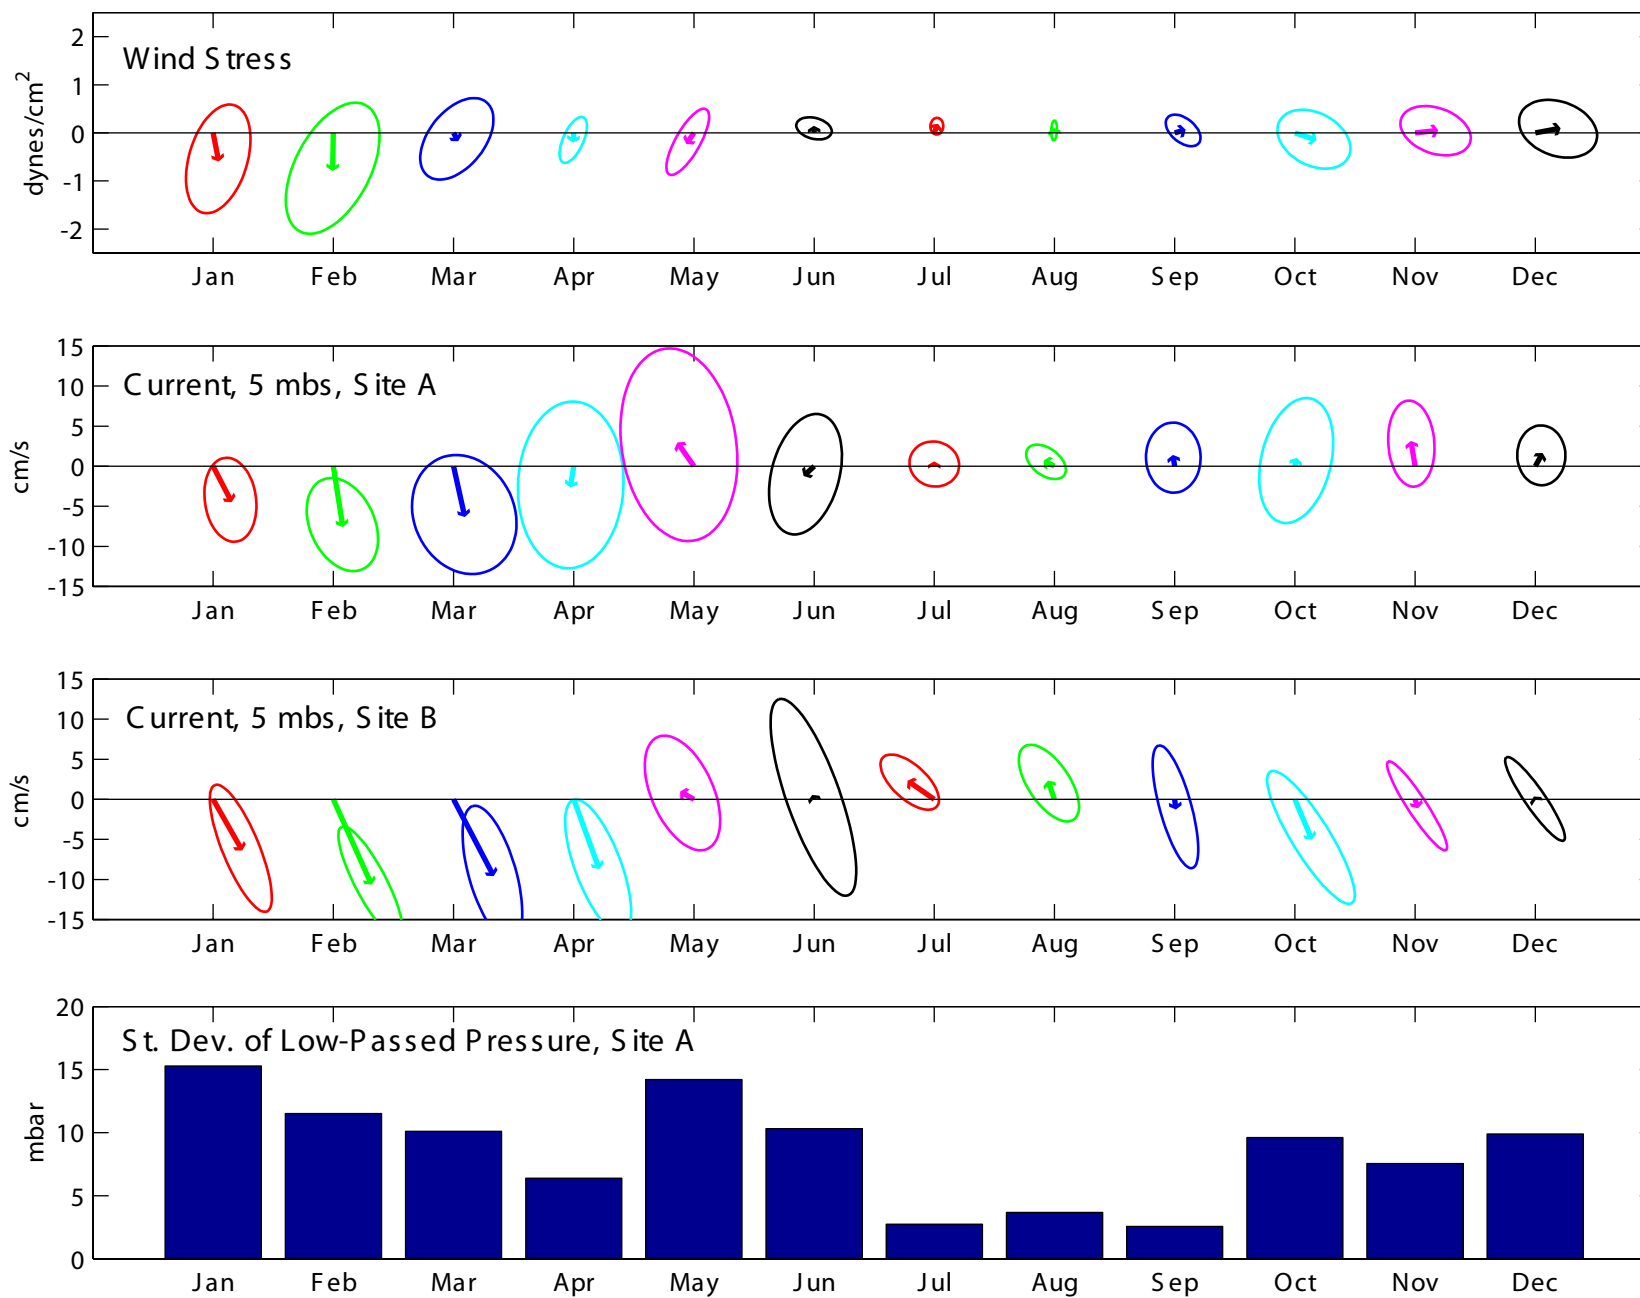 Wind Stress
dynes/cm2
2
1
0
-1
-2
Jan Feb Mar Apr May Jun Jul Aug Sep Oct Nov Dec
Current, 5 mbs, Site A
cm/s
15
10
5
0
-5
-10
-15
Jan Feb Mar Apr May Jun Jul Aug Sep Oct Nov Dec
Current, 5 mbs, Site B
cm/s
15
10
5
0
-5
-10
-15
Jan Feb Mar Apr May Jun Jul Aug Sep Oct Nov Dec
St. Dev. of Low-Passed Pressure, Site A
mbar
20
15
10
5
0
Jan Feb Mar Apr May Jun Jul Aug Sep Oct Nov Dec